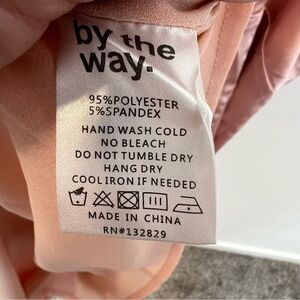 by the
way.
95%POLYESTER
5%SPANDEX
HAND WASH COLD
NO BLEACH
DO NOT TUMBLE DRY
HANG DRY
COOL IRON IF NEEDED
MADE IN CHINA
RN#132829